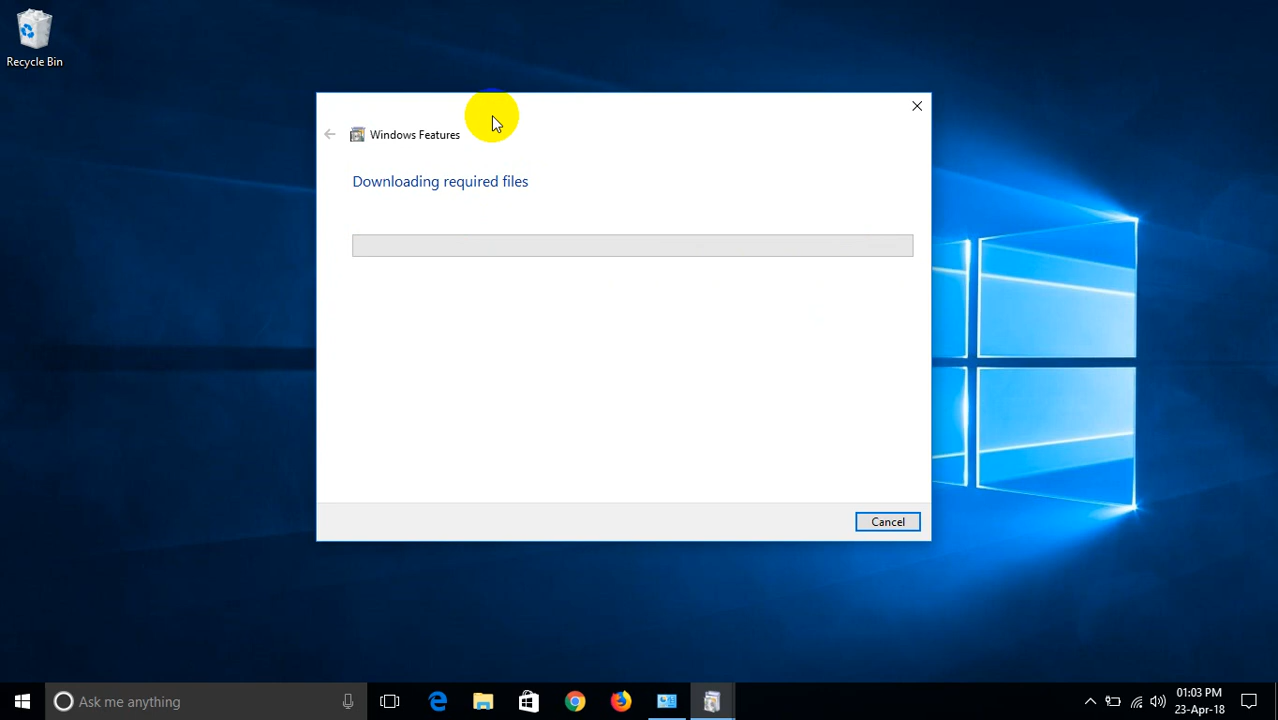 Recycle Bin
Windows Features
Downloading required files
Cancel
Ask me anything
01:03 PM
23-Apr-18